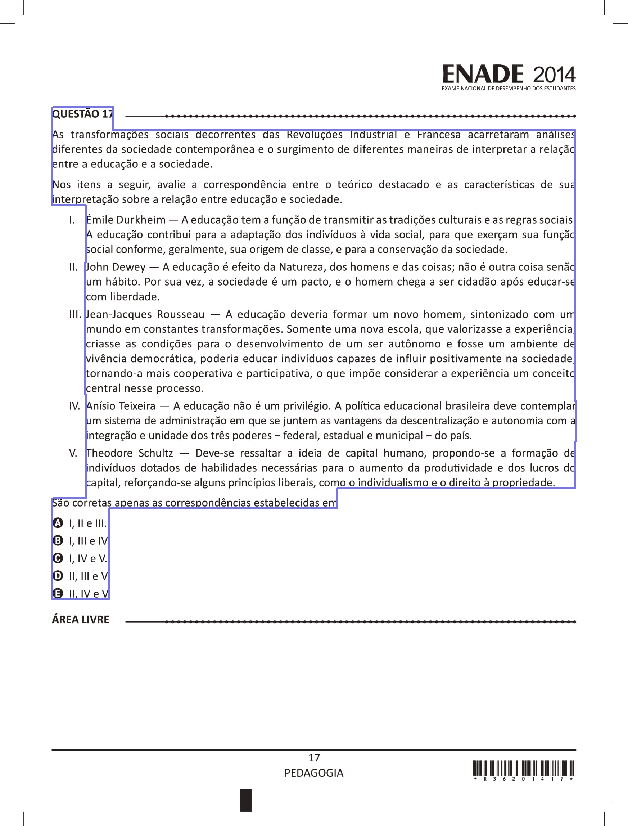 ENADE 2014
EXAME NACIONAL DE DESEMPENHO DOS ESTUDANTES
QUESTÃO 17
As transformações sociais decorrentes das Revoluções Industrial e Francesa acarretaram análises
diferentes da sociedade contemporânea e o surgimento de diferentes maneiras de interpretar a relação
entre a educação e a sociedade.
Nos itens a seguir, avalie a correspondência entre o teórico destacado e as características de sua
interpretação sobre a relação entre educação e sociedade.
I. Émile Durkheim — A educação tem a função de transmitir as tradições culturais e as regras sociais.
A educação contribui para a adaptação dos indivíduos à vida social, para que exerçam sua função
social conforme, geralmente, sua origem de classe, e para a conservação da sociedade.
II. John Dewey — A educação é efeito da Natureza, dos homens e das coisas; não é outra coisa senão
um hábito. Por sua vez, a sociedade é um pacto, e o homem chega a ser cidadão após educar-se
com liberdade.
III. Jean-Jacques Rousseau — A educação deveria formar um novo homem, sintonizado com um
mundo em constantes transformações. Somente uma nova escola, que valorizasse a experiência,
criasse as condições para o desenvolvimento de um ser autônomo e fosse um ambiente de
vivência democrática, poderia educar indivíduos capazes de influir positivamente na sociedade,
tornando-a mais cooperativa e participativa, o que impõe considerar a experiência um conceito
central nesse processo.
IV. Anísio Teixeira — A educação não é um privilégio. A política educacional brasileira deve contemplar
um sistema de administração em que se juntem as vantagens da descentralização e autonomia com a
integração e unidade dos três poderes – federal, estadual e municipal – do país.
V. Theodore Schultz — Deve-se ressaltar a ideia de capital humano, propondo-se a formação de
indivíduos dotados de habilidades necessárias para o aumento da produtividade e dos lucros do
capital, reforçando-se alguns princípios liberais, como o individualismo e o direito à propriedade.
São corretas apenas as correspondências estabelecidas em
A I, II e III.
B I, III e IV
C I, IV e V.
D II, III e V
E II, IV e V
ÁREA LIVRE
17
PEDAGOGIA
*R3620141 7*